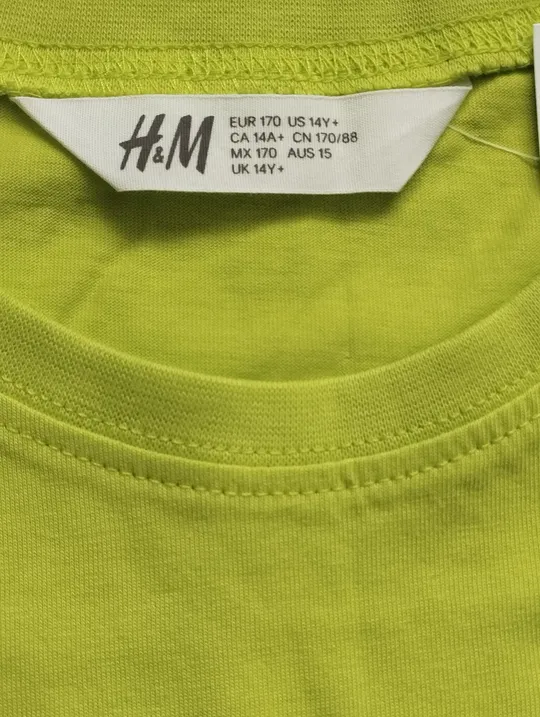 H&M
EUR 170 US 14Y+
CA 14A+ CN 170/88
MX 170 AUS 15
UK 14Y+